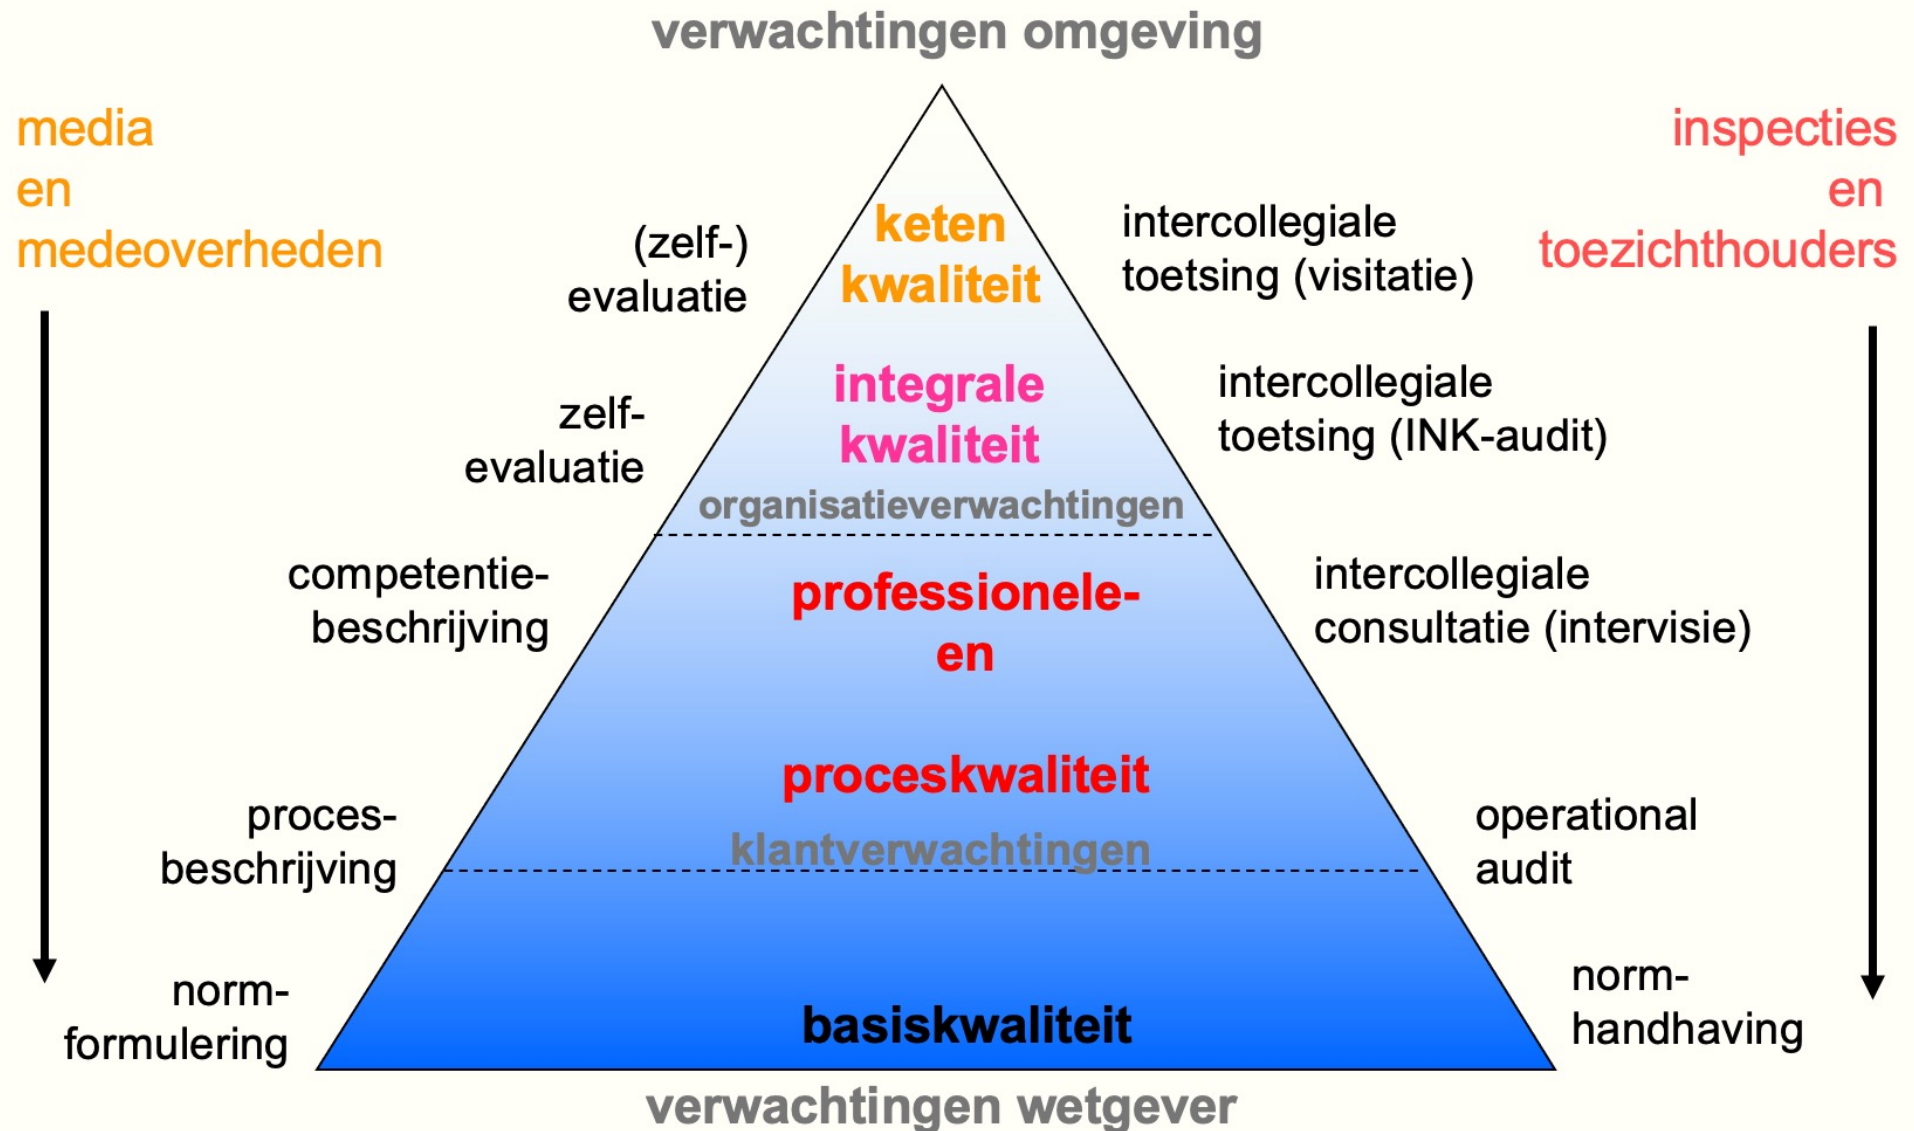 verwachtingen omgeving
media
en
medeoverheden
inspecties
en
toezichthouders
(zelf-)
evaluatie
keten
kwaliteit
intercollegiale
toetsing (visitatie)
zelf-
evaluatie
integrale
kwaliteit
intercollegiale
toetsing (INK-audit)
organisatieverwachtingen
competentie-
beschrijving
professionele-
en
proceskwaliteit
intercollegiale
consultatie (intervisie)
proces-
beschrijving
klantverwachtingen
operational
audit
norm-
formulering
basiskwaliteit
norm-
handhaving
verwachtingen wetgever